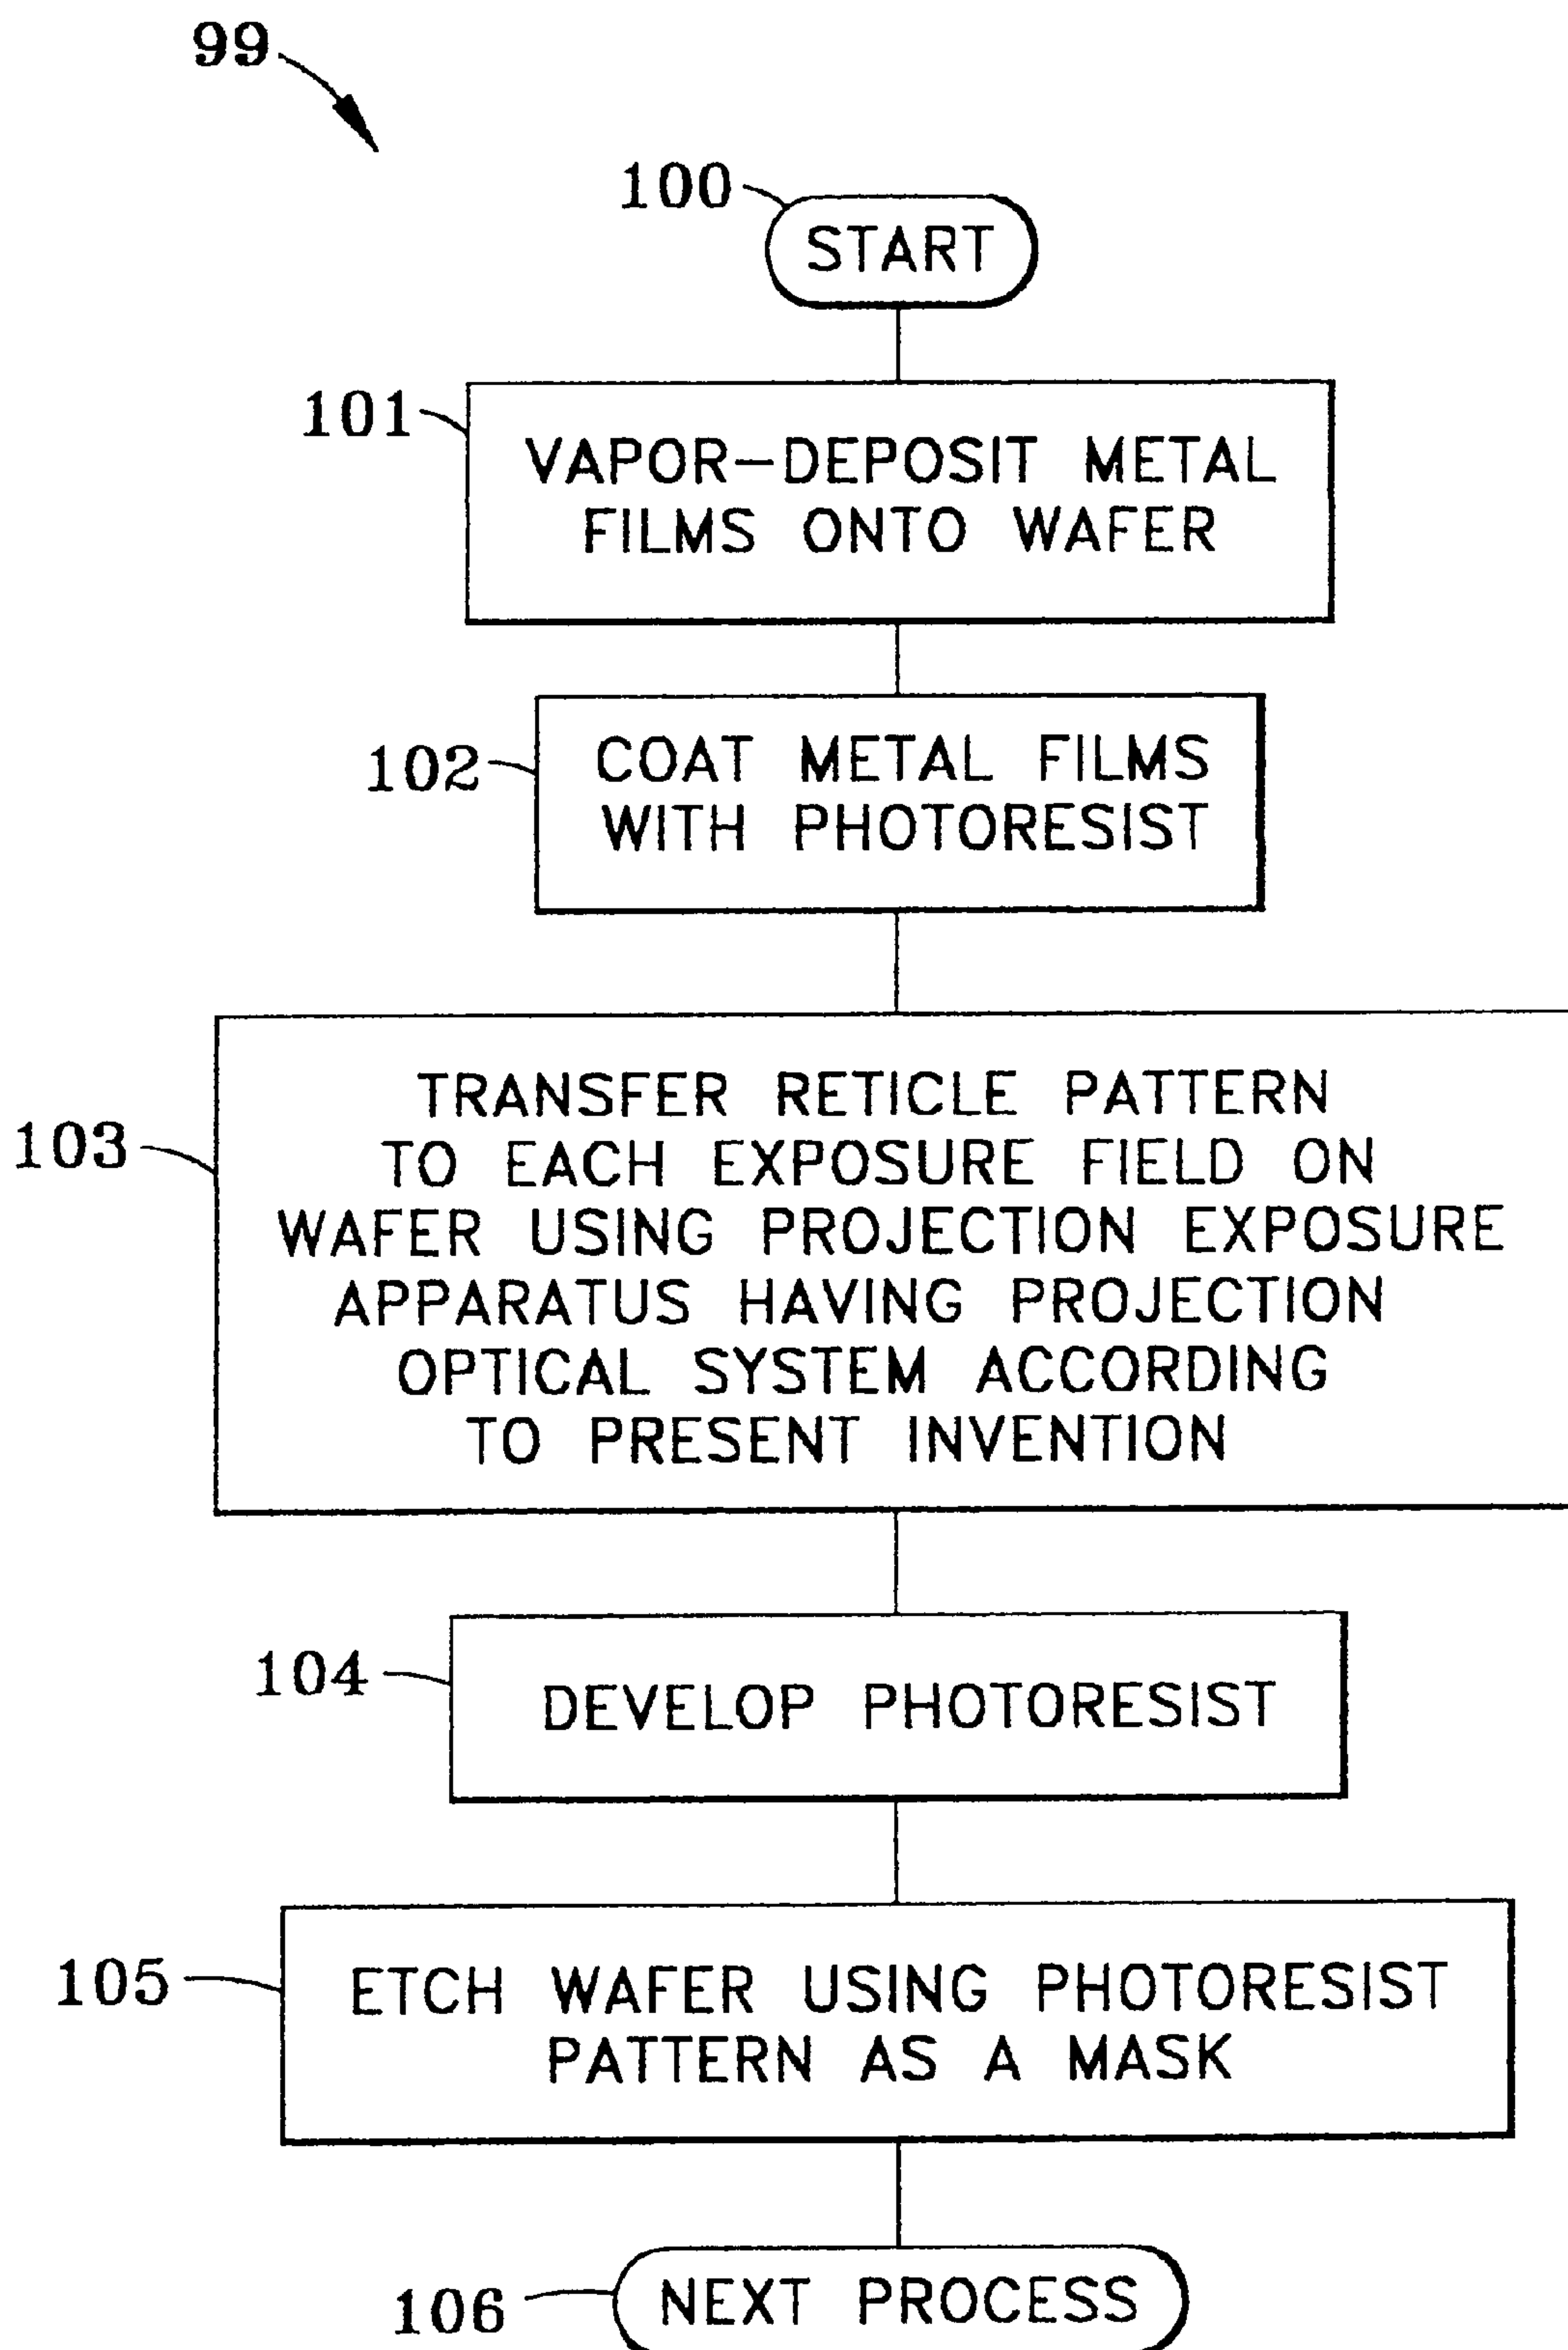 99
100
START
101
VAPOR-DEPOSIT METAL
FILMS ONTO WAFER
102
COAT METAL FILMS
WITH PHOTORESIST
103
TRANSFER RETICLE PATTERN
TO EACH EXPOSURE FIELD ON
WAFER USING PROJECTION EXPOSURE
APPARATUS HAVING PROJECTION
OPTICAL SYSTEM ACCORDING
TO PRESENT INVENTION
104
DEVELOP PHOTORESIST
105
ETCH WAFER USING PHOTORESIST
PATTERN AS A MASK
106
NEXT PROCESS